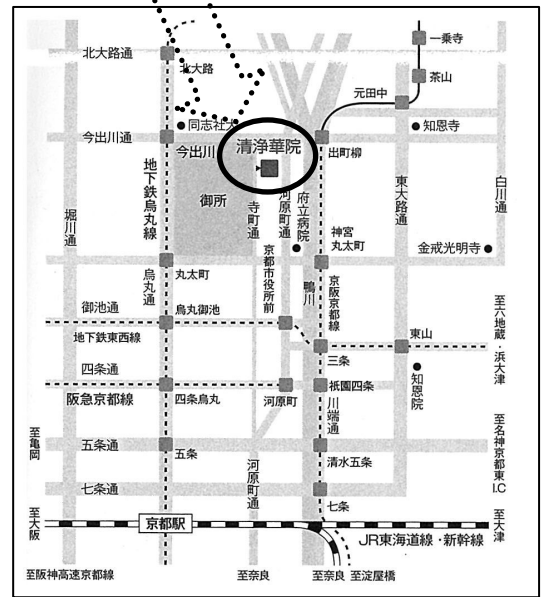 一乗寺
北大路通
北大路
茶山
元田中
同志社大
知恩寺
今出川通
今出川
清浄華院
出町柳
地下鉄烏丸線
御所
寺町通
河原町通
府立病院
東大路通
白川通
堀川通
神宮
丸太町
金戒光明寺
烏丸通
丸太町
京都市役所前
鴨川
京阪京都線
御池通
烏丸御池
地下鉄東西線
三条
東山
至六地蔵・浜大津
四条通
阪急京都線
四条烏丸
河原町
祇園四条
川端通
知恩院
至亀岡
五条通
五条
清水五条
至名神京都東I.C
七条通
河原町通
七条
至大阪
京都駅
JR東海道線・新幹線
至大津
至阪神高速京都線
至奈良
至奈良
至淀屋橋